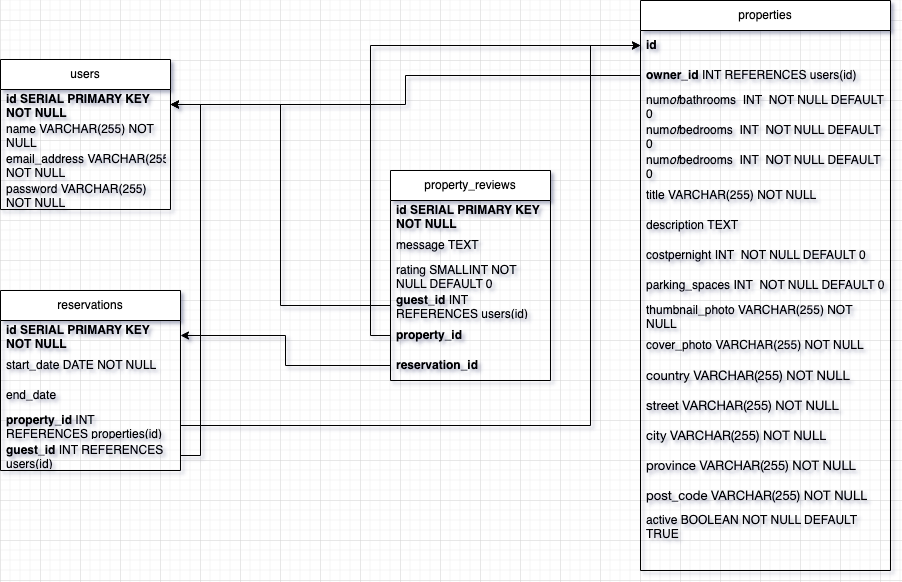 users
id SERIAL PRIMARY KEY
NOT NULL
name VARCHAR(255) NOT
NULL
email_address VARCHAR(255
NOT NULL
password VARCHAR(255)
NOT NULL
reservations
id SERIAL PRIMARY KEY
NOT NULL
start_date DATE NOT NULL
end_date
property_id INT
REFERENCES properties(id)
guest_id INT REFERENCES
users(id)
property_reviews
id SERIAL PRIMARY KEY
NOT NULL
message TEXT
rating SMALLINT NOT
NULL DEFAULT 0
guest_id INT
REFERENCES users(id)
property_id
reservation_id
properties
id
owner_id INT REFERENCES users(id)
numofbathrooms INT NOT NULL DEFAULT
0
numofbedrooms INT NOT NULL DEFAULT
0
numofbedrooms INT NOT NULL DEFAULT
0
title VARCHAR(255) NOT NULL
description TEXT
costpernight INT NOT NULL DEFAULT 0
parking_spaces INT NOT NULL DEFAULT 0
thumbnail_photo VARCHAR(255) NOT
NULL
cover_photo VARCHAR(255) NOT NULL
country VARCHAR(255) NOT NULL
street VARCHAR(255) NOT NULL
city VARCHAR(255) NOT NULL
province VARCHAR(255) NOT NULL
post_code VARCHAR(255) NOT NULL
active BOOLEAN NOT NULL DEFAULT
TRUE